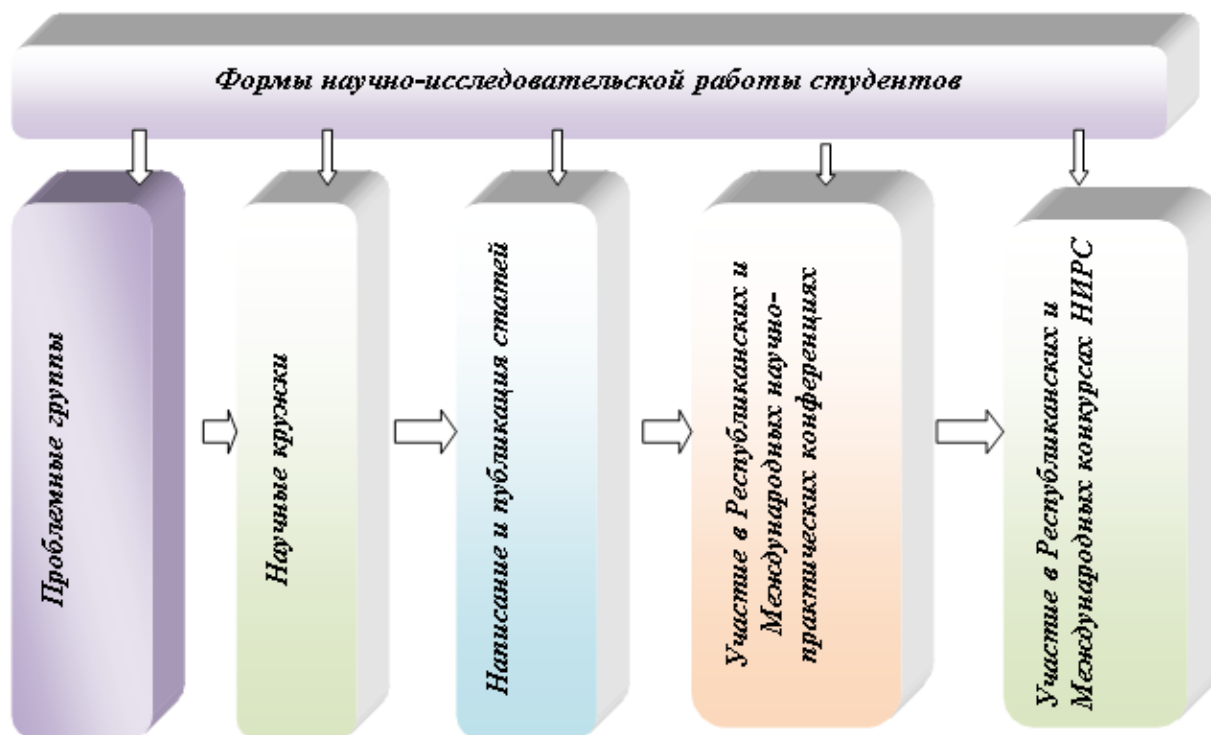 Формы научно-исследовательской работы студентов
Проблемные группы
Научные кружски
Написание и публикация статей
Участие в Республиканских и
Международных научно-
практических конференциях
Участие в Республиканских и
Международных конкурсах НИРС